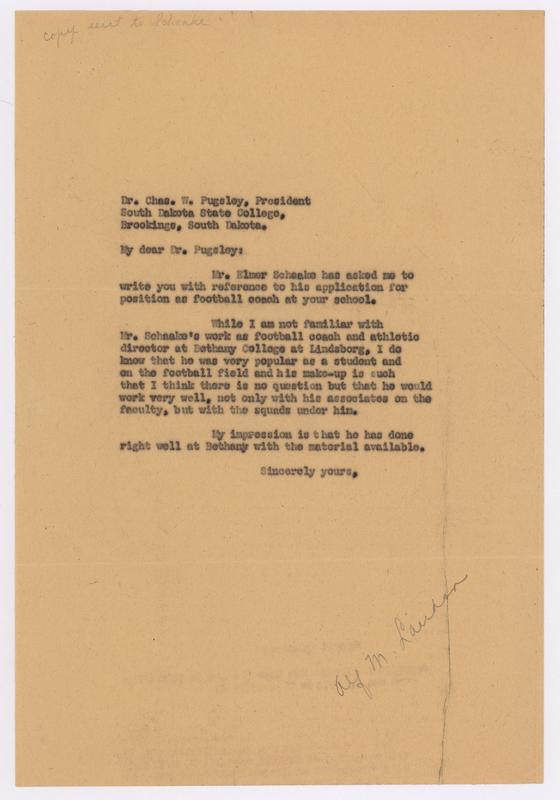 copy sent to Schaake
Dr. Chas. W. Pugsley, President
South Dakota State College,
Brookings, South Dakota.
My dear Dr. Pugsley:
Mr. Elmer Schaake has asked me to
write you with reference to his application for
position as football coach at your school.
While I am not familiar with
Mr. Schaake's work as football coach and athletic
director at Bethany College at Lindsborg, I do
know that he was very popular as a student and
on the football field and his make-up is such
that I think there is no question but that he would
work very well, not only with his associates on the
faculty, but with the squads under him.
My impression is that he has done
right well at Bethany with the material available.
Sincerely yours,
Alf M. Landon